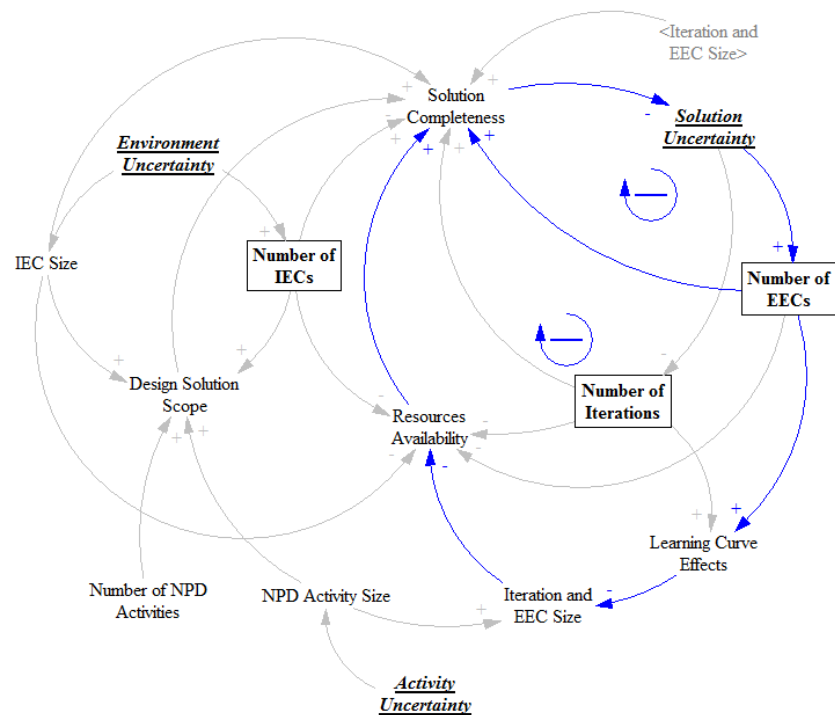 <Iteration and
EEC Size>
Solution
Completeness
Solution
Uncertainty
Environment
Uncertainty
IEC Size
Number of
IECs
Number of
EECs
Design Solution
Scope
Number of
Iterations
Resources
Availability
Learning Curve
Effects
Number of NPD
Activities
NPD Activity Size
Iteration and
EEC Size
Activity
Uncertainty